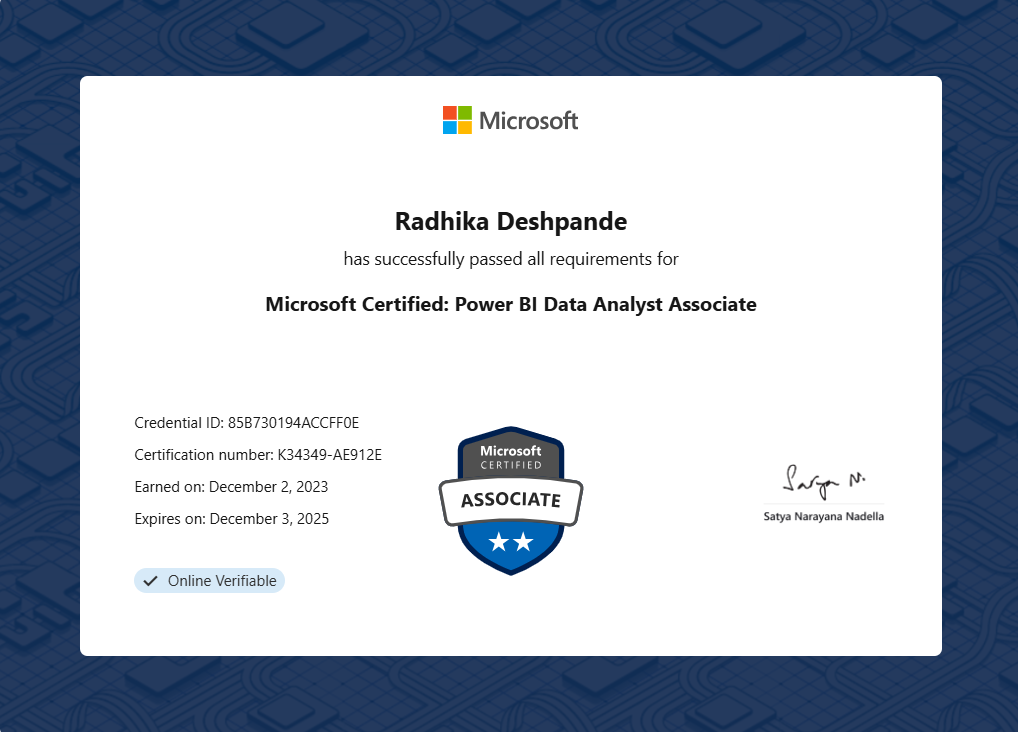 Microsoft
Radhika Deshpande
has successfully passed all requirements for
Microsoft Certified: Power BI Data Analyst Associate
Credential ID: 85B730194ACCFF0E
Certification number: K34349-AE912E
Earned on: December 2, 2023
Expires on: December 3, 2025
Online Verifiable
Microsoft
CERTIFIED
ASSOCIATE
Satya N.
Satya Narayana Nadella